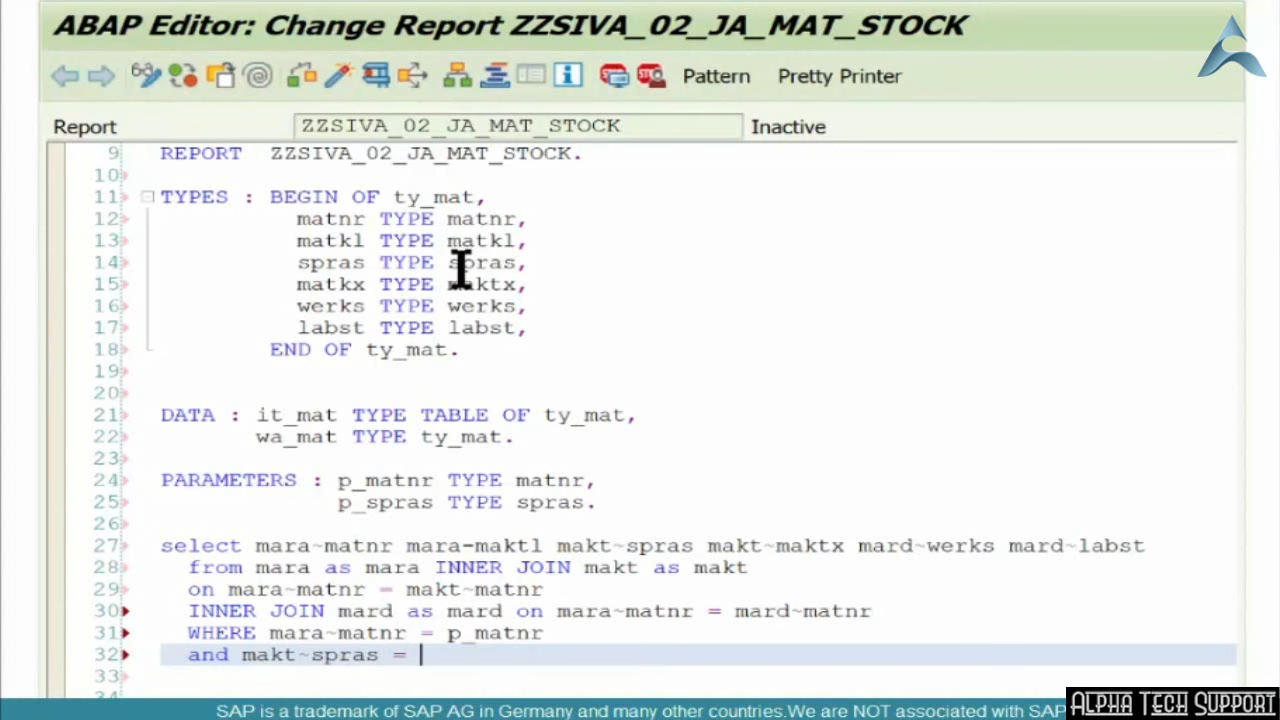 ABAP Editor: Change Report ZZSIVA_02_JA_MAT_STOCK
Pattern Pretty Printer
Report ZZSIVA_02_JA_MAT_STOCK Inactive
9 REPORT ZZSIVA_02_JA_MAT_STOCK.
10
11 TYPES : BEGIN OF ty_mat,
12 matnr TYPE matnr,
13 matkl TYPE matkl,
14 spras TYPE spras,
15 matkx TYPE maktx,
16 werks TYPE werks,
17 labst TYPE labst,
18 END OF ty_mat.
19
20
21 DATA : it_mat TYPE TABLE OF ty_mat,
22 wa_mat TYPE ty_mat.
23
24 PARAMETERS : p_matnr TYPE matnr,
25 p_spras TYPE spras.
26
27 select mara~matnr mara-maktl makt~spras makt~maktx mard~werks mard~labst
28 from mara as mara INNER JOIN makt as makt
29 on mara~matnr = makt~matnr
30 INNER JOIN mard as mard on mara~matnr = mard~matnr
31 WHERE mara~matnr = p_matnr
32 and makt~spras =
33
34
SAP is a trademark of SAP AG in Germany and many other countries.We are NOT associated with SAP
ALPHA TECH SUPPORT